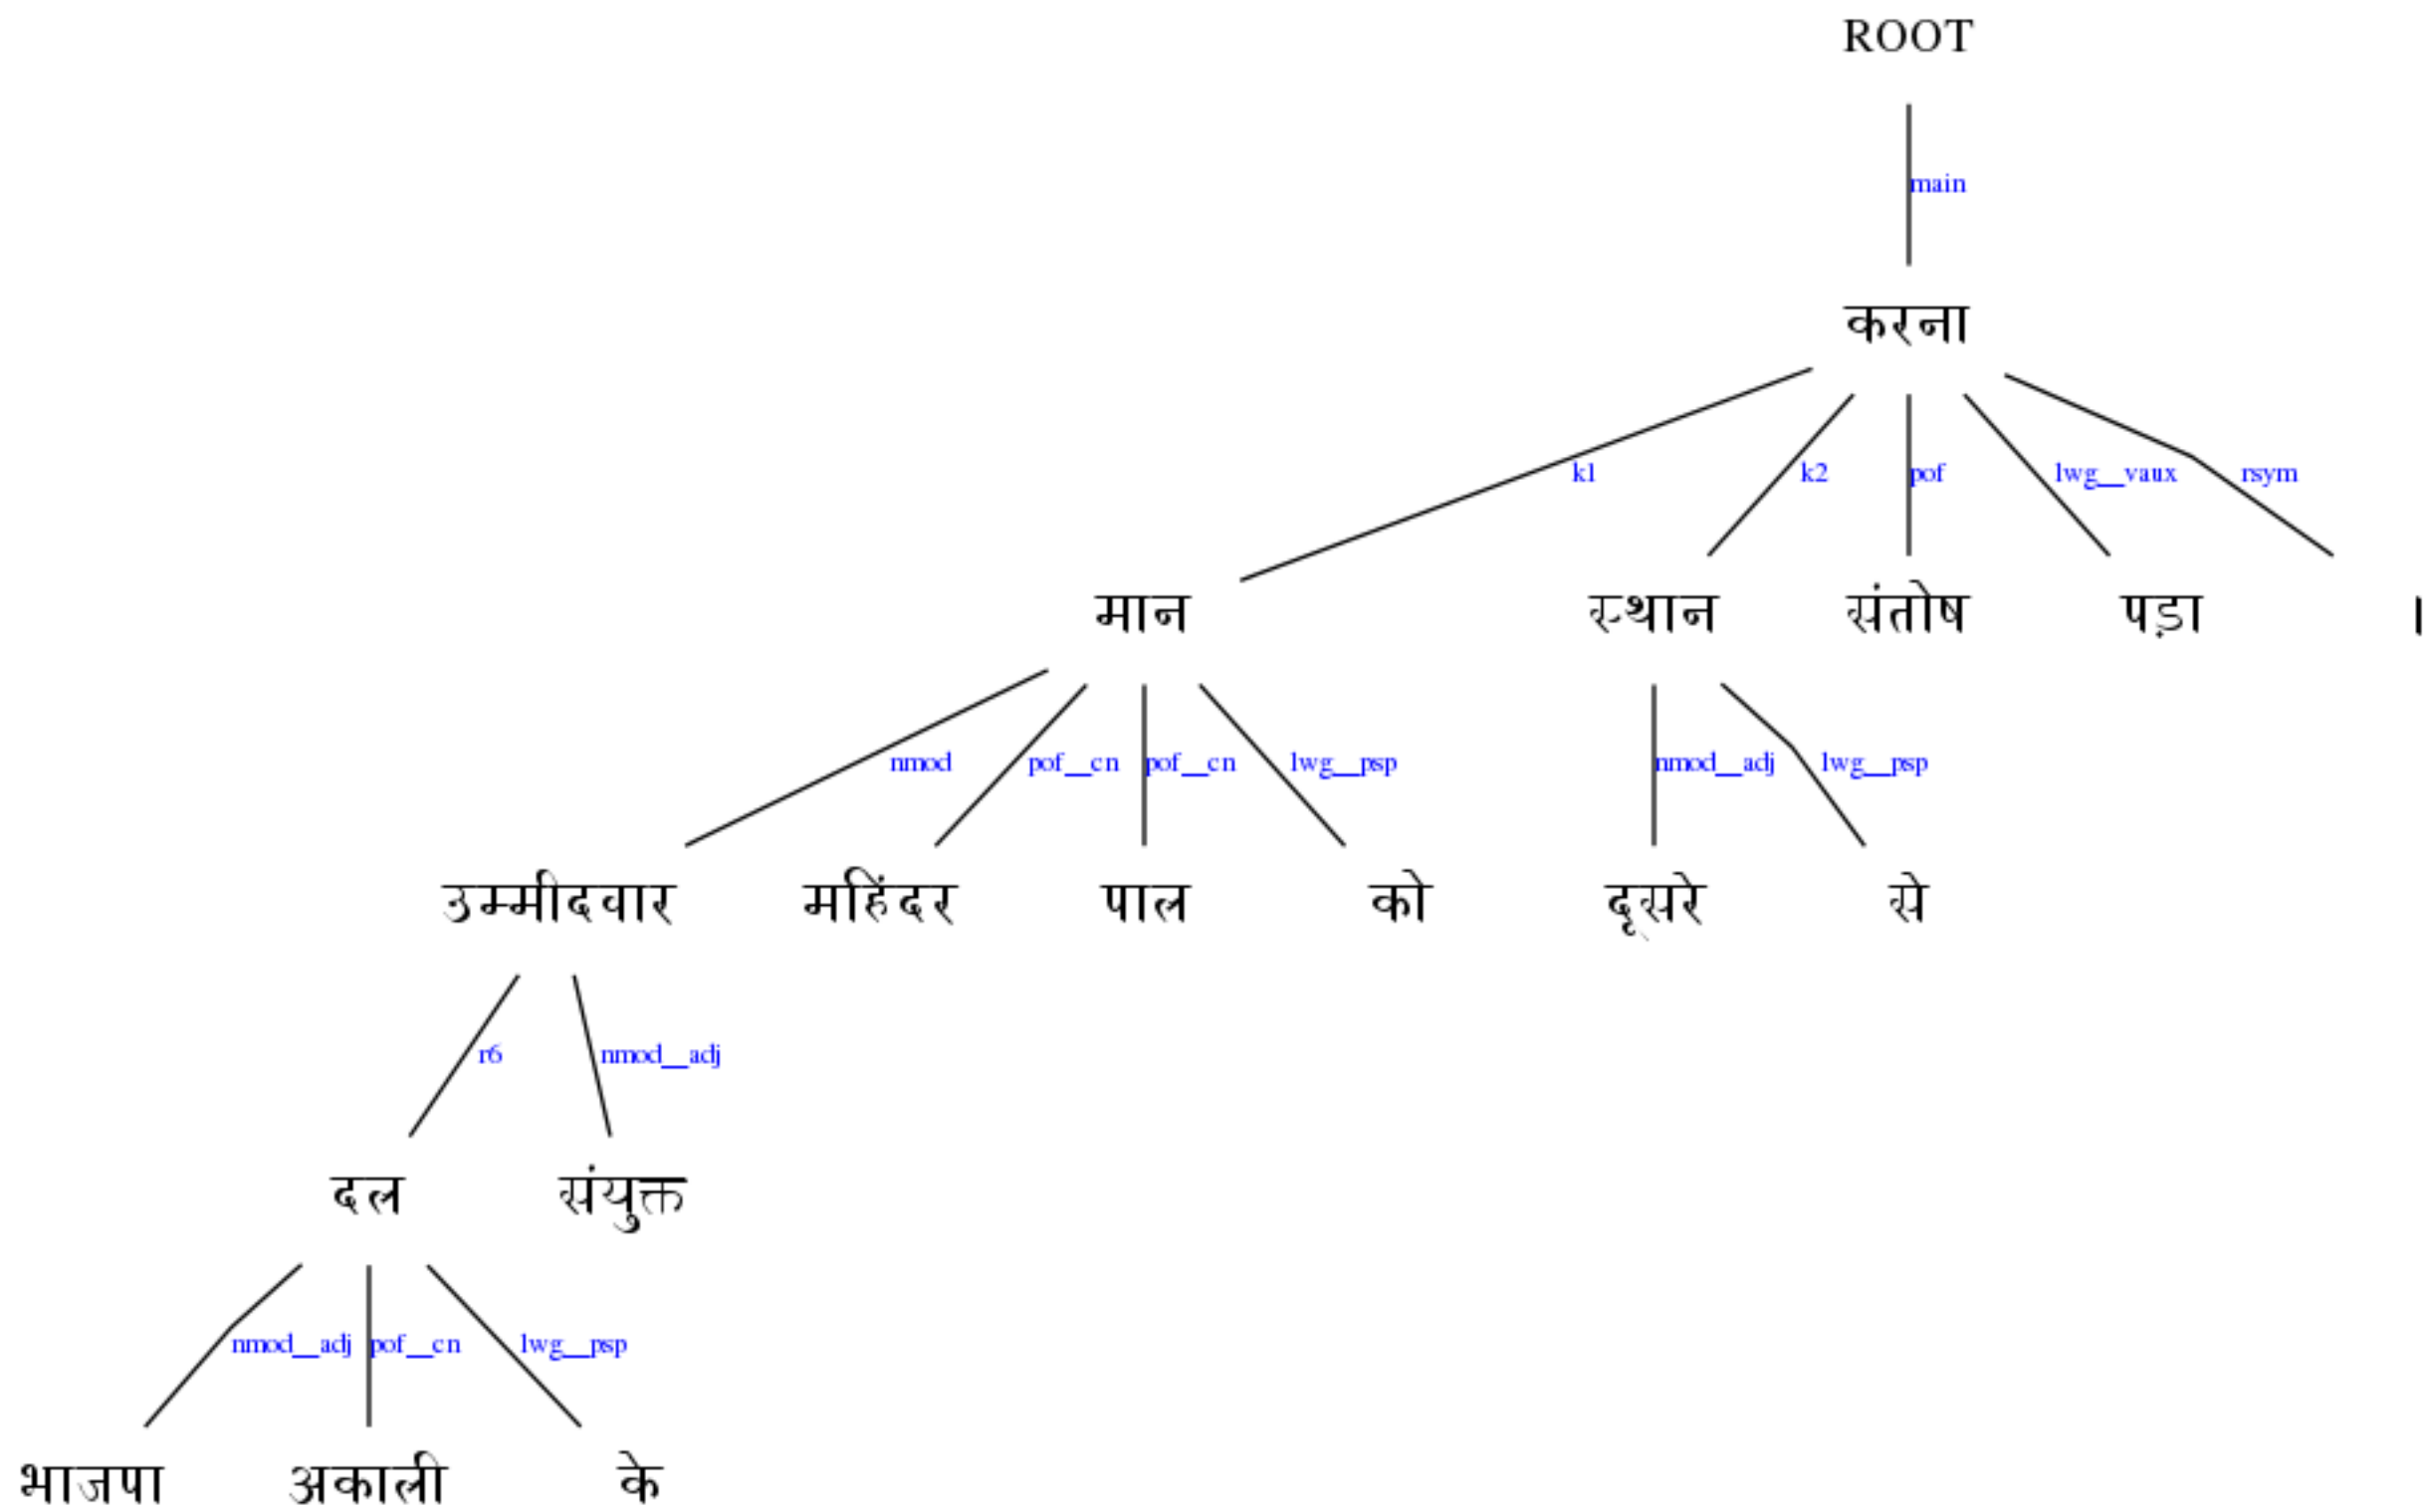 ROOT
main
करना
k1 k2 pof lwg__vaux rsym
मान स्थान संतोष पड़ा ।
nmod pof__cn pof__cn lwg__psp nmod__adj lwg__psp
उम्मीदवार महिंदर पाल को दूसरे से
r6 nmod__adj
दल संयुक्त
nmod__adj pof__cn lwg__psp
भाजपा अकाली के